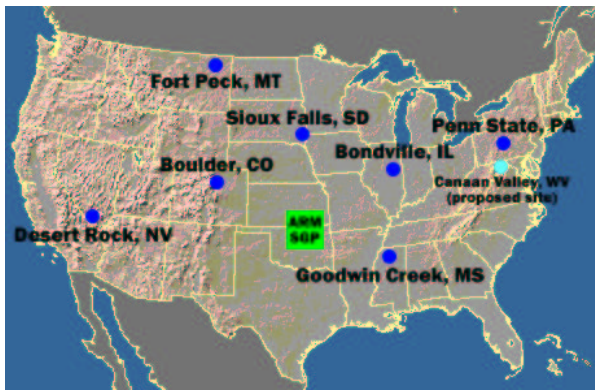 Fort Peck, MT
Sioux Falls, SD
Penn State, PA
Boulder, CO
Bondville, IL
Canaan Valley, WV
(proposed site)
ARM
SGP
Desert Rock, NV
Goodwin Creek, MS